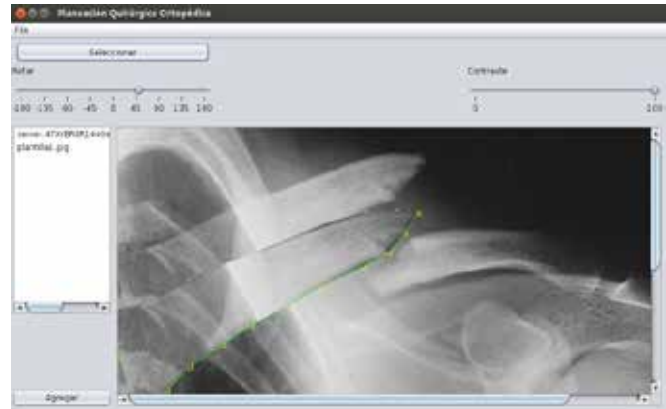 Planeación Quirúrgica Ortopédica
File
Seleccionar
Rotar
Contraste
-180 -135 -90 -45 0 45 90 135 180
0 100
plantillas.jpg
Agregar